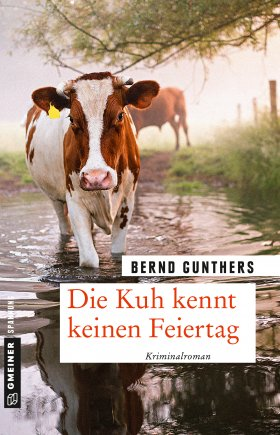 BERND GUNTHERS
Die Kuh kennt
keinen Feiertag
Kriminalroman
GMEINER SPANNUNG